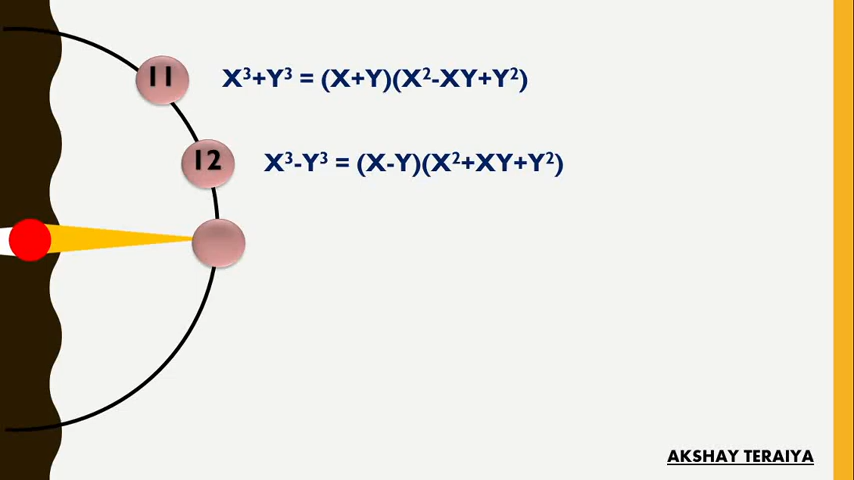 11 X³+Y³ = (X+Y)(X²-XY+Y²)
12 X³-Y³ = (X-Y)(X²+XY+Y²)
AKSHAY TERAIYA